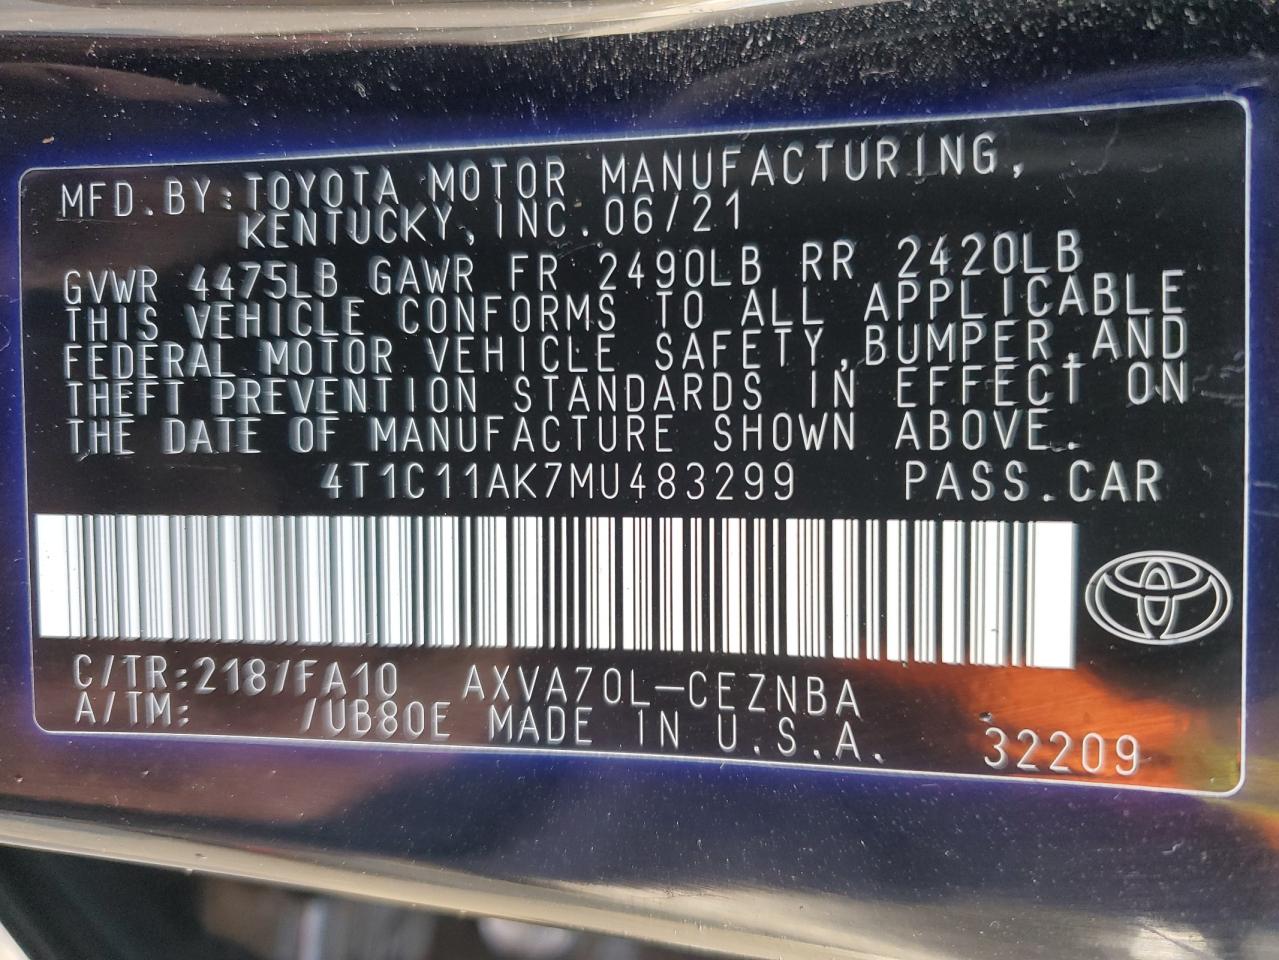 MFD.BY:TOYOTA MOTOR MANUFACTURING,
KENTUCKY,INC.06/21
GVWR 4475LB GAWR FR 2490LB RR 2420LB
THIS VEHICLE CONFORMS TO ALL APPLICABLE
FEDERAL MOTOR VEHICLE SAFETY,BUMPER,AND
THEFT PREVENTION STANDARDS IN EFFECT ON
THE DATE OF MANUFACTURE SHOWN ABOVE.
4T1C11AK7MU483299 PASS.CAR
C/TR:218/FA10 AXVA70L-CEZNBA
A/TM: /UB80E MADE IN U.S.A. 32209